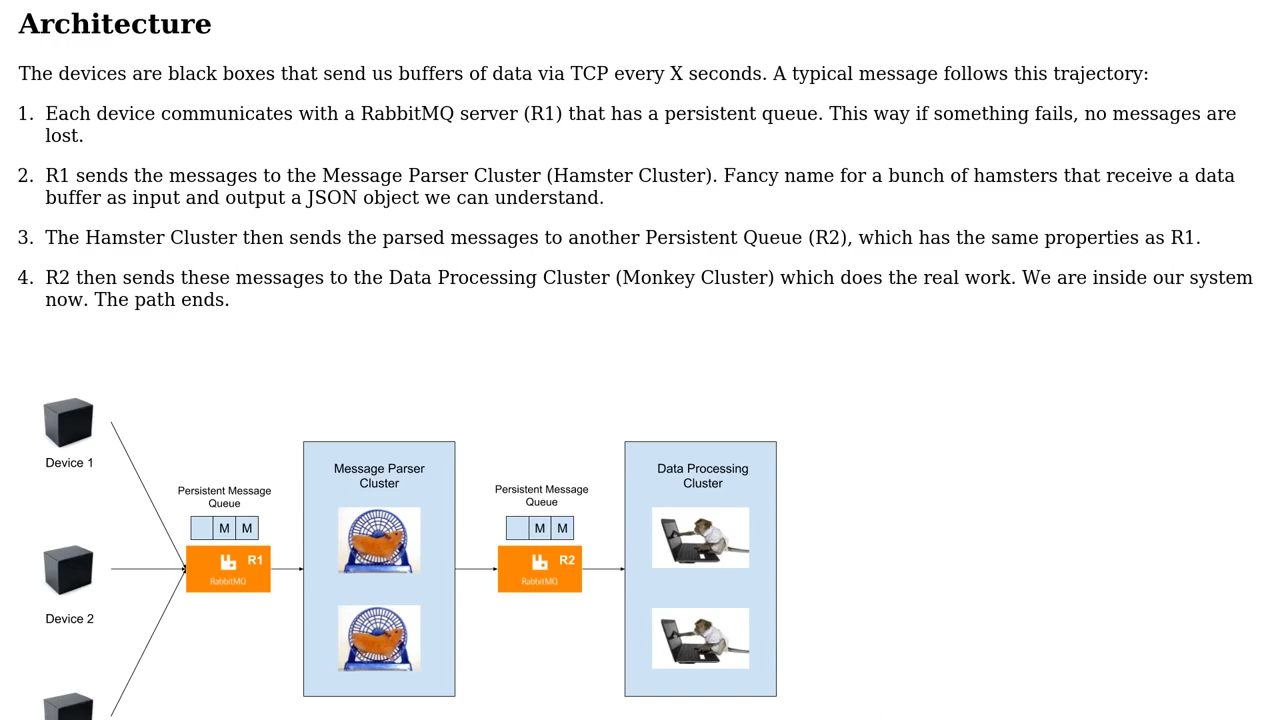 Architecture
The devices are black boxes that send us buffers of data via TCP every X seconds. A typical message follows this trajectory:
1. Each device communicates with a RabbitMQ server (R1) that has a persistent queue. This way if something fails, no messages are
lost.
2. R1 sends the messages to the Message Parser Cluster (Hamster Cluster). Fancy name for a bunch of hamsters that receive a data
buffer as input and output a JSON object we can understand.
3. The Hamster Cluster then sends the parsed messages to another Persistent Queue (R2), which has the same properties as R1.
4. R2 then sends these messages to the Data Processing Cluster (Monkey Cluster) which does the real work. We are inside our system
now. The path ends.
Device 1
Persistent Message
Queue
M M
R1
RabbitMQ
Message Parser
Cluster
Persistent Message
Queue
M M
R2
RabbitMQ
Data Processing
Cluster
Device 2